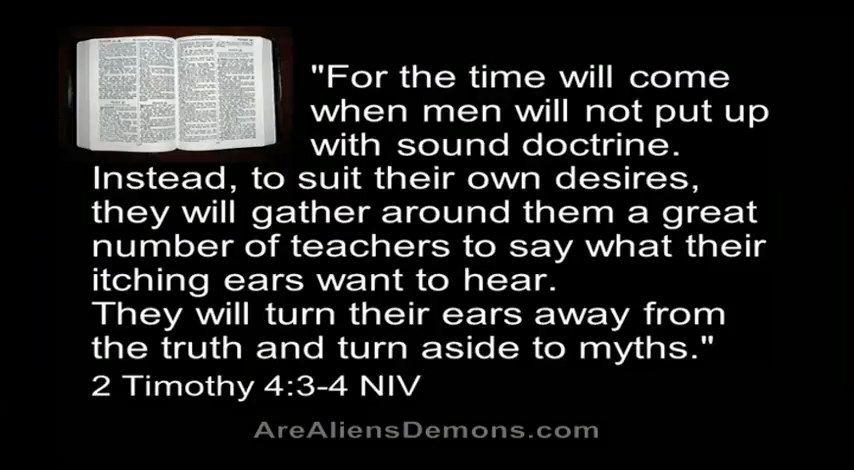 "For the time will come
when men will not put up
with sound doctrine.
Instead, to suit their own desires,
they will gather around them a great
number of teachers to say what their
itching ears want to hear.
They will turn their ears away from
the truth and turn aside to myths."
2 Timothy 4:3-4 NIV
AreAliensDemons.com